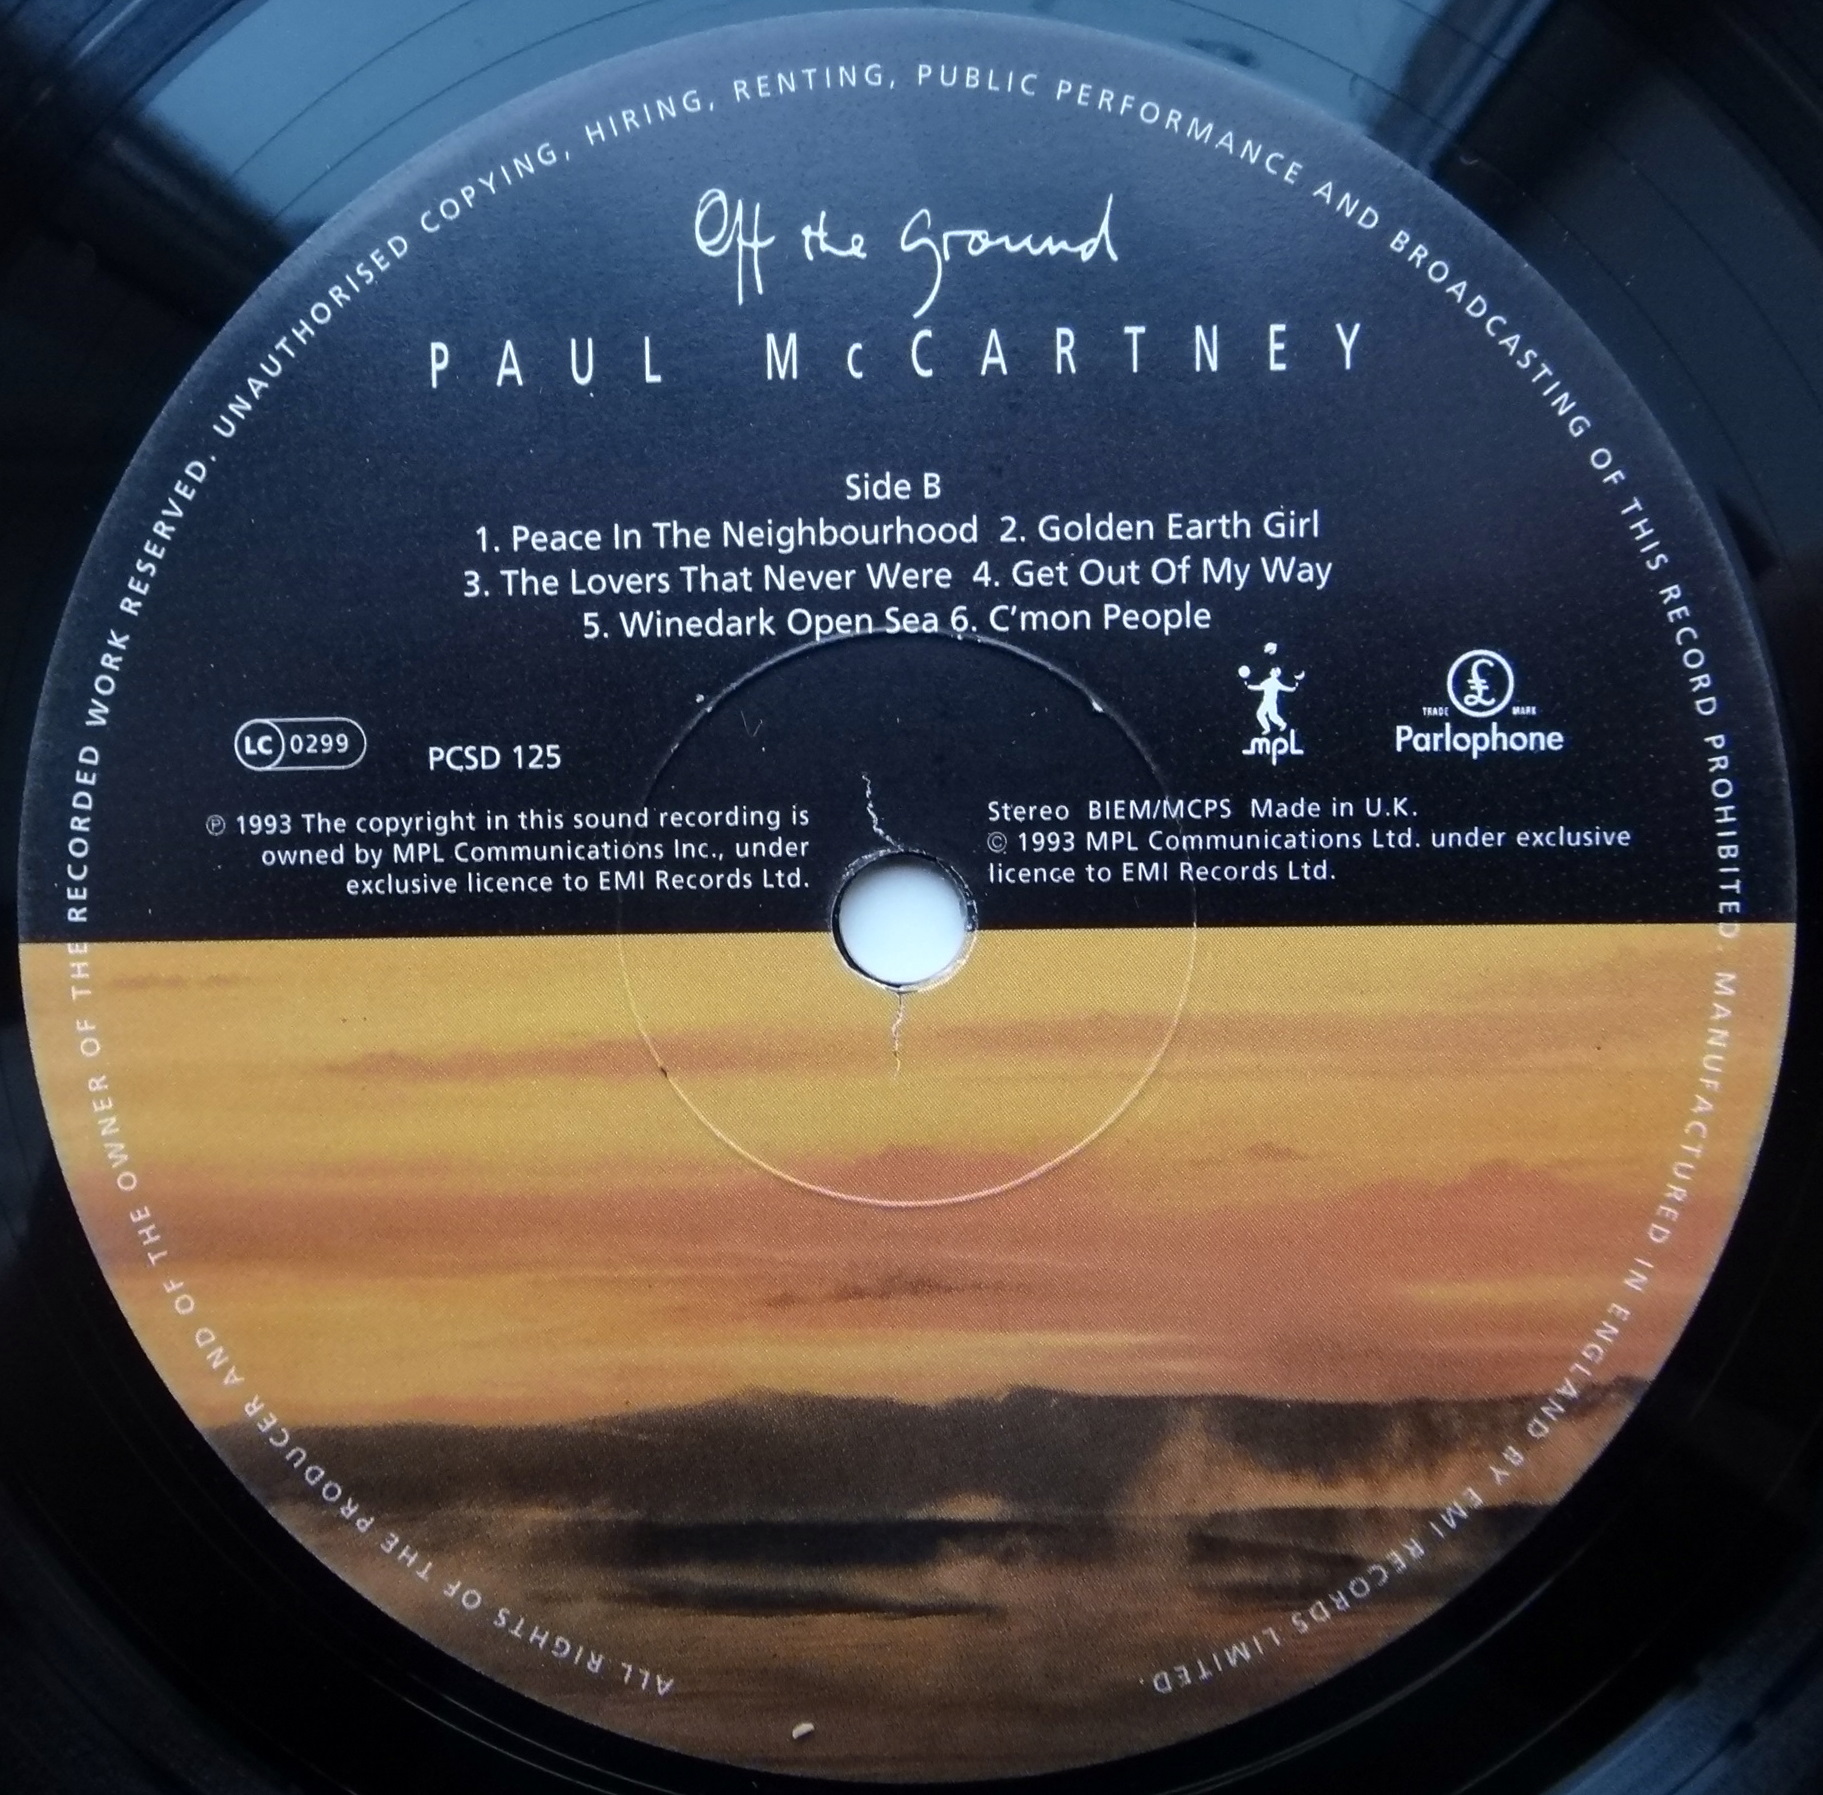 Off the Ground
PAUL McCARTNEY
Side B
1. Peace In The Neighbourhood 2. Golden Earth Girl
3. The Lovers That Never Were 4. Get Out Of My Way
5. Winedark Open Sea 6. C'mon People
LC 0299
PCSD 125
mpL
TRADE £ MARK
Parlophone
℗ 1993 The copyright in this sound recording is
owned by MPL Communications Inc., under
exclusive licence to EMI Records Ltd.
Stereo BIEM/MCPS Made in U.K.
© 1993 MPL Communications Ltd. under exclusive
licence to EMI Records Ltd.
ALL RIGHTS OF THE PRODUCER AND OF THE OWNER OF THE RECORDED WORK RESERVED. UNAUTHORISED COPYING, HIRING, RENTING, PUBLIC PERFORMANCE AND BROADCASTING OF THIS RECORD PROHIBITED. MANUFACTURED IN ENGLAND BY EMI RECORDS LIMITED.